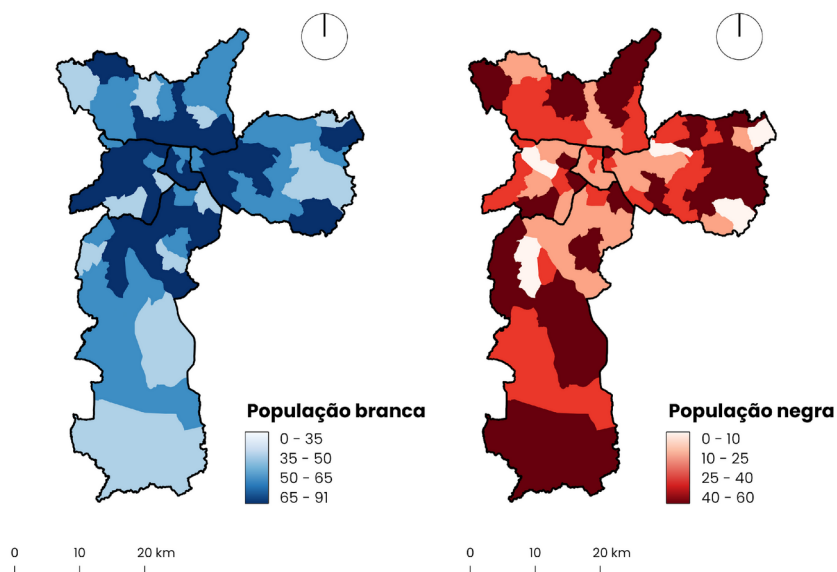 População branca
0 - 35
35 - 50
50 - 65
65 - 91
População negra
0 - 10
10 - 25
25 - 40
40 - 60
0 10 20 km
0 10 20 km